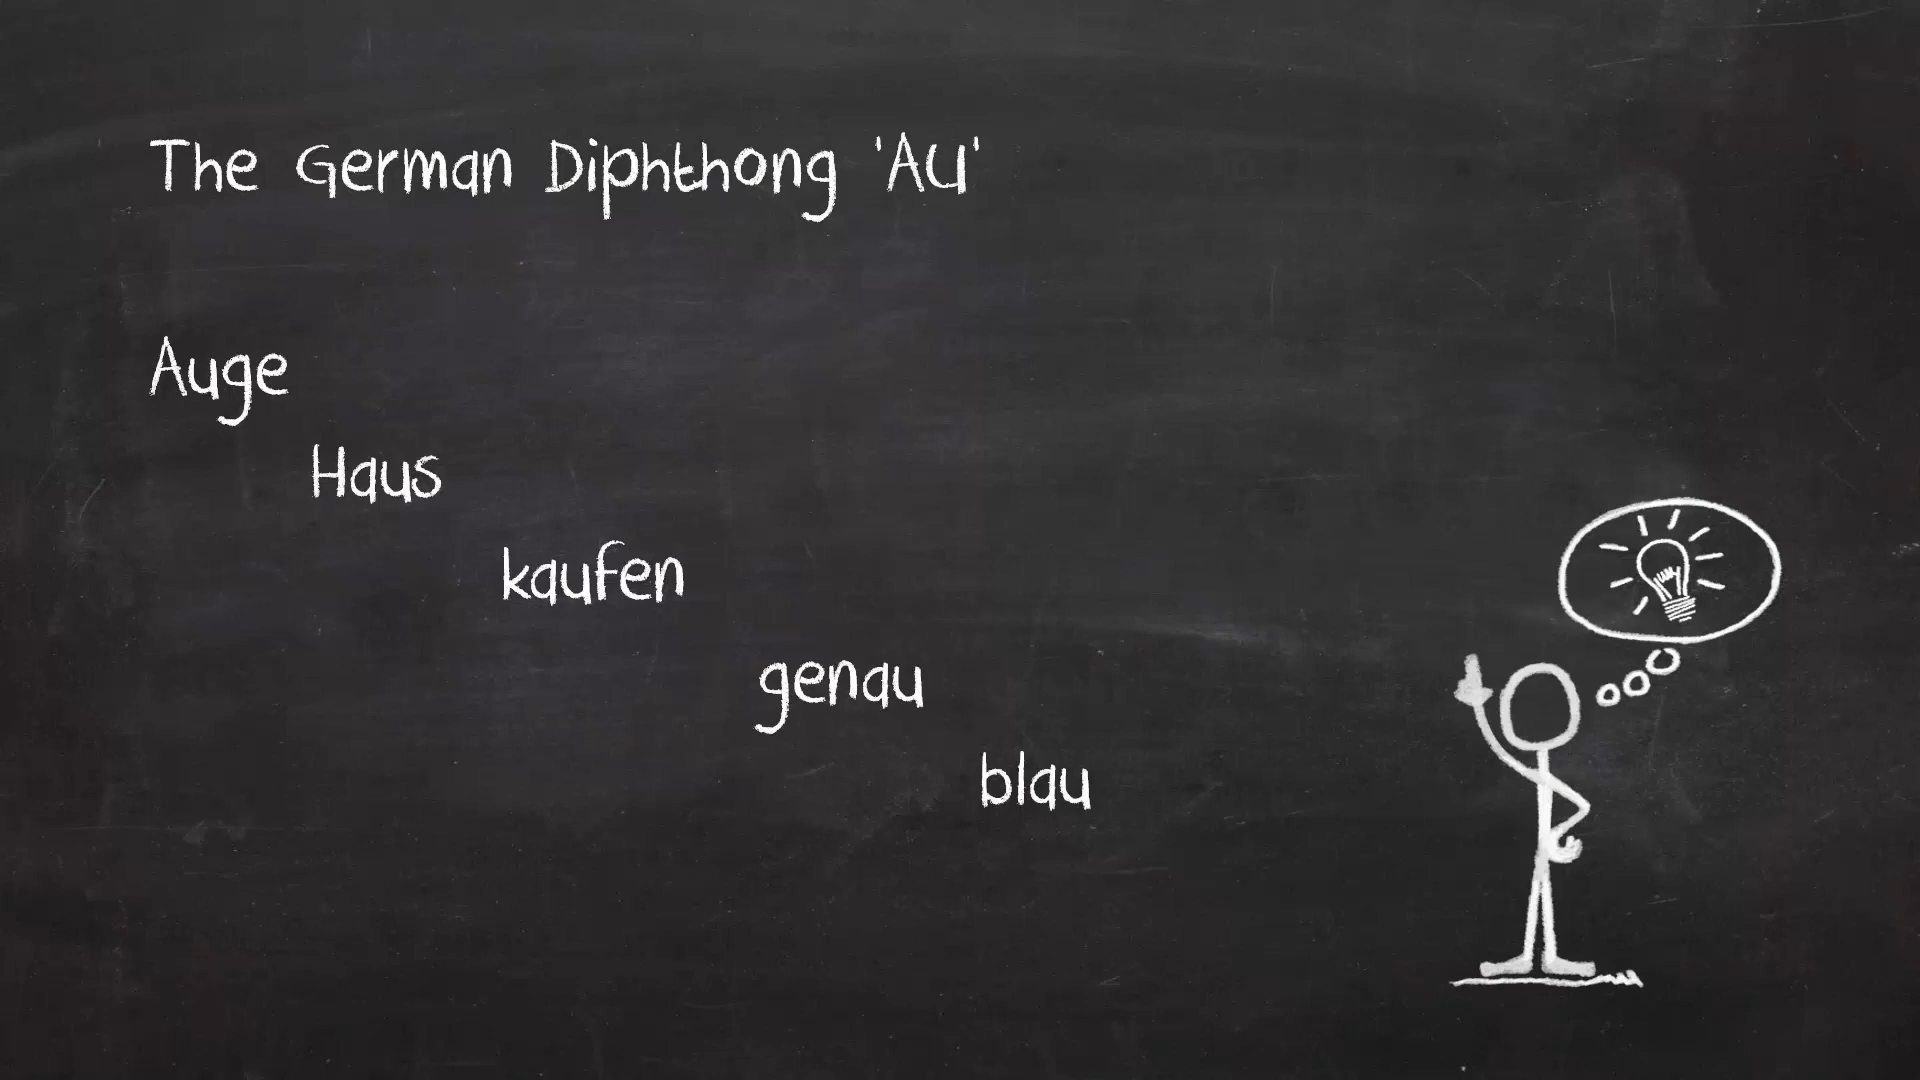 The German Diphthong 'AU'
Auge
Haus
kaufen
genau
blau